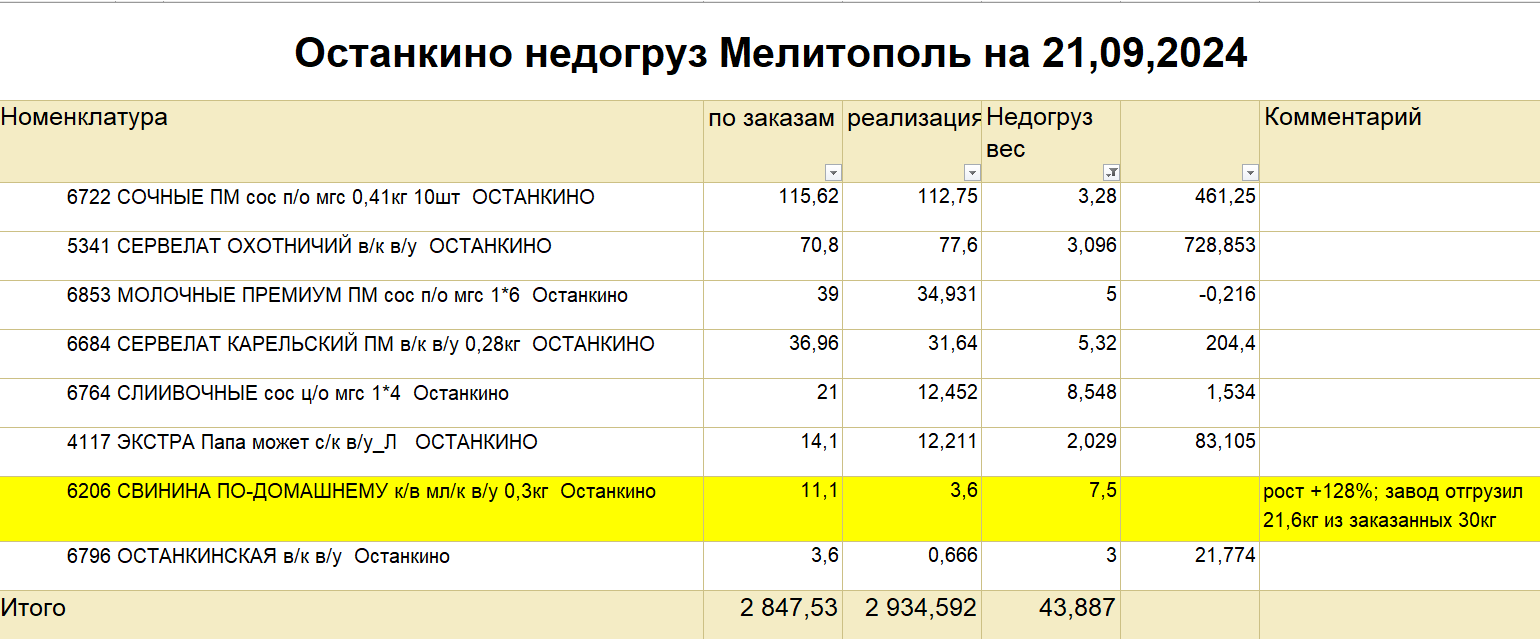 Останкино недогруз Мелитополь на 21,09,2024
Номенклатура по заказам реализация Недогруз вес Комментарий
6722 СОЧНЫЕ ПМ сос п/о мгс 0,41кг 10шт ОСТАНКИНО 115,62 112,75 3,28 461,25
5341 СЕРВЕЛАТ ОХОТНИЧИЙ в/к в/у ОСТАНКИНО 70,8 77,6 3,096 728,853
6853 МОЛОЧНЫЕ ПРЕМИУМ ПМ сос п/о мгс 1*6 Останкино 39 34,931 5 -0,216
6684 СЕРВЕЛАТ КАРЕЛЬСКИЙ ПМ в/к в/у 0,28кг ОСТАНКИНО 36,96 31,64 5,32 204,4
6764 СЛИИВОЧНЫЕ сос ц/о мгс 1*4 Останкино 21 12,452 8,548 1,534
4117 ЭКСТРА Папа может с/к в/у_Л ОСТАНКИНО 14,1 12,211 2,029 83,105
6206 СВИНИНА ПО-ДОМАШНЕМУ к/в мл/к в/у 0,3кг Останкино 11,1 3,6 7,5 рост +128%; завод отгрузил
21,6кг из заказанных 30кг
6796 ОСТАНКИНСКАЯ в/к в/у Останкино 3,6 0,666 3 21,774
Итого 2 847,53 2 934,592 43,887